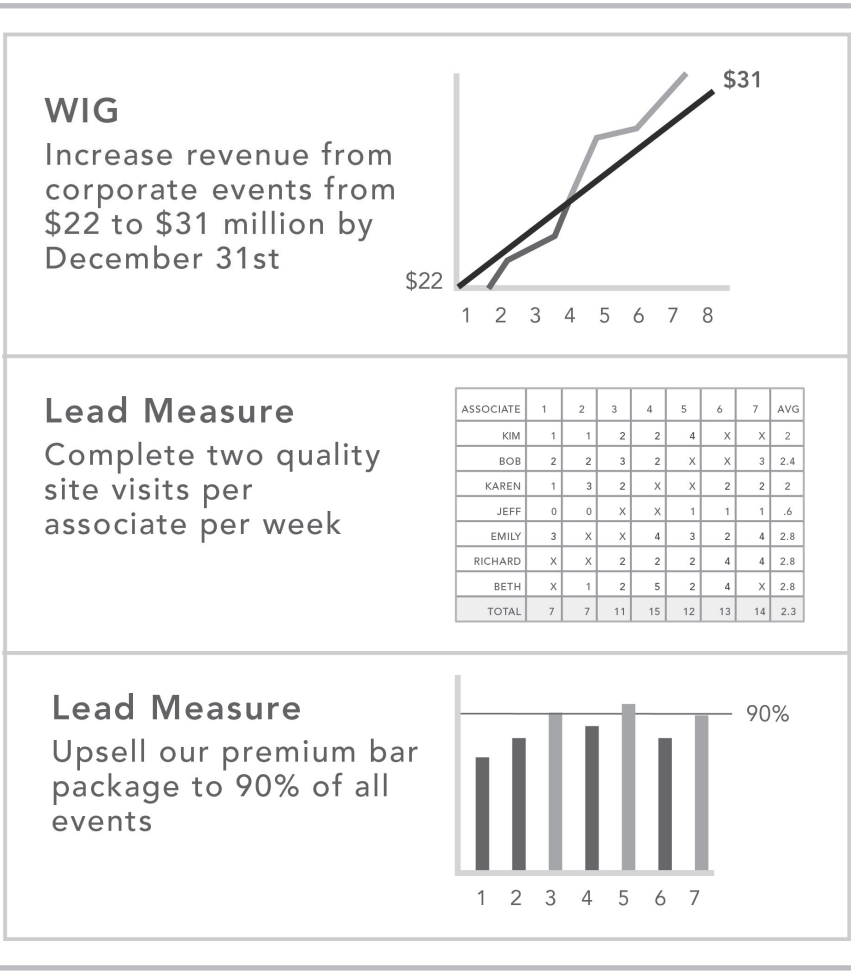 WIG
Increase revenue from
corporate events from
$22 to $31 million by
December 31st
$31
$22
1 2 3 4 5 6 7 8
Lead Measure
Complete two quality
site visits per
associate per week
ASSOCIATE 1 2 3 4 5 6 7 AVG
KIM 1 1 2 2 4 X X 2
BOB 2 2 3 2 X X 3 2.4
KAREN 1 3 2 X X 2 2 2
JEFF 0 0 X X 1 1 1 .6
EMILY 3 X X 4 3 2 4 2.8
RICHARD X X 2 2 2 4 4 2.8
BETH X 1 2 5 2 4 X 2.8
TOTAL 7 7 11 15 12 13 14 2.3
Lead Measure
Upsell our premium bar
package to 90% of all
events
90%
1 2 3 4 5 6 7